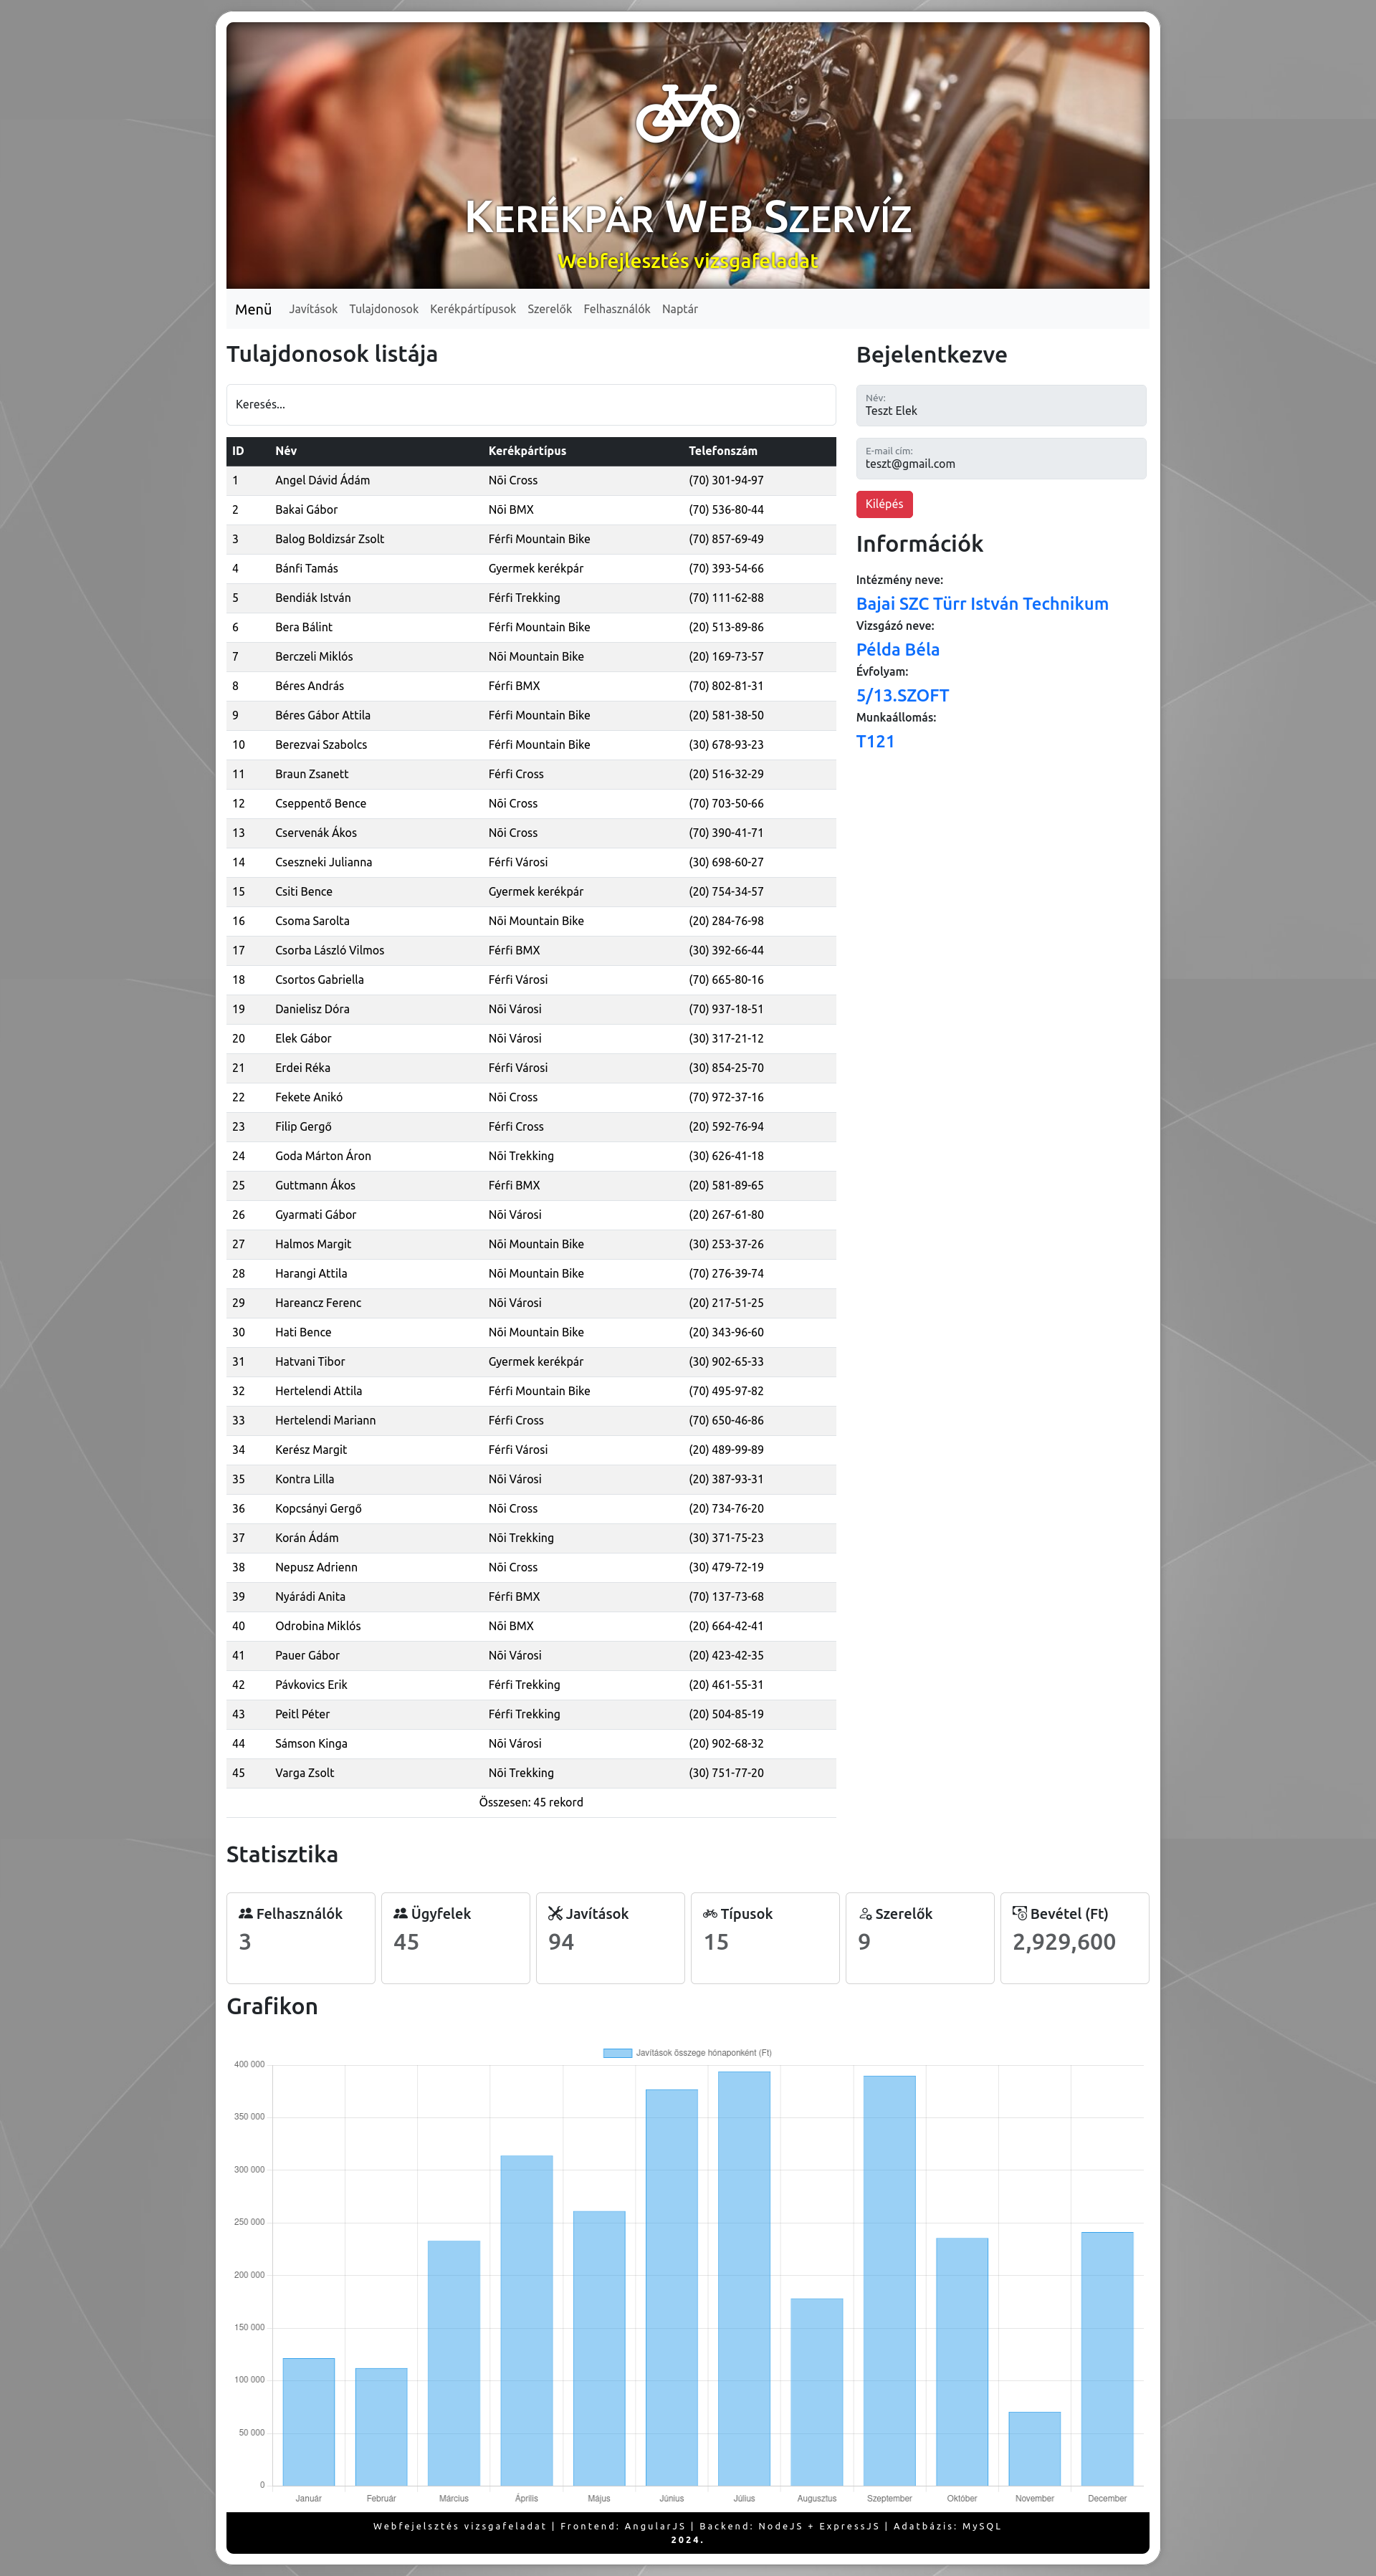 KERÉKPÁR WEB SZERVÍZ
Webfejlesztés vizsgafeladat
Menü Javítások Tulajdonosok Kerékpártípusok Szerelők Felhasználók Naptár
Tulajdonosok listája
Keresés...
ID Név Kerékpártípus Telefonszám
1 Angel Dávid Ádám Nõi Cross (70) 301-94-97
2 Bakai Gábor Nõi BMX (70) 536-80-44
3 Balog Boldizsár Zsolt Férfi Mountain Bike (70) 857-69-49
4 Bánfi Tamás Gyermek kerékpár (70) 393-54-66
5 Bendiák István Férfi Trekking (70) 111-62-88
6 Bera Bálint Férfi Mountain Bike (20) 513-89-86
7 Berczeli Miklós Nõi Mountain Bike (20) 169-73-57
8 Béres András Férfi BMX (70) 802-81-31
9 Béres Gábor Attila Férfi Mountain Bike (20) 581-38-50
10 Berezvai Szabolcs Férfi Mountain Bike (30) 678-93-23
11 Braun Zsanett Férfi Cross (20) 516-32-29
12 Cseppentő Bence Nõi Cross (70) 703-50-66
13 Cservenák Ákos Nõi Cross (70) 390-41-71
14 Cseszneki Julianna Férfi Városi (30) 698-60-27
15 Csiti Bence Gyermek kerékpár (20) 754-34-57
16 Csoma Sarolta Nõi Mountain Bike (20) 284-76-98
17 Csorba László Vilmos Férfi BMX (30) 392-66-44
18 Csortos Gabriella Férfi Városi (70) 665-80-16
19 Danielisz Dóra Nõi Városi (70) 937-18-51
20 Elek Gábor Nõi Városi (30) 317-21-12
21 Erdei Réka Férfi Városi (30) 854-25-70
22 Fekete Anikó Nõi Cross (70) 972-37-16
23 Filip Gergő Férfi Cross (20) 592-76-94
24 Goda Márton Áron Nõi Trekking (30) 626-41-18
25 Guttmann Ákos Férfi BMX (20) 581-89-65
26 Gyarmati Gábor Nõi Városi (20) 267-61-80
27 Halmos Margit Nõi Mountain Bike (30) 253-37-26
28 Harangi Attila Nõi Mountain Bike (70) 276-39-74
29 Hareancz Ferenc Nõi Városi (20) 217-51-25
30 Hati Bence Nõi Mountain Bike (20) 343-96-60
31 Hatvani Tibor Gyermek kerékpár (30) 902-65-33
32 Hertelendi Attila Férfi Mountain Bike (70) 495-97-82
33 Hertelendi Mariann Férfi Cross (70) 650-46-86
34 Kerész Margit Férfi Városi (20) 489-99-89
35 Kontra Lilla Nõi Városi (20) 387-93-31
36 Kopcsányi Gergő Nõi Cross (20) 734-76-20
37 Korán Ádám Nõi Trekking (30) 371-75-23
38 Nepusz Adrienn Nõi Cross (30) 479-72-19
39 Nyárádi Anita Férfi BMX (70) 137-73-68
40 Odrobina Miklós Nõi BMX (20) 664-42-41
41 Pauer Gábor Nõi Városi (20) 423-42-35
42 Pávkovics Erik Férfi Trekking (20) 461-55-31
43 Peitl Péter Férfi Trekking (20) 504-85-19
44 Sámson Kinga Nõi Városi (20) 902-68-32
45 Varga Zsolt Nõi Trekking (30) 751-77-20
Összesen: 45 rekord
Bejelentkezve
Név:
Teszt Elek
E-mail cím:
teszt@gmail.com
Kilépés
Információk
Intézmény neve:
Bajai SZC Türr István Technikum
Vizsgázó neve:
Példa Béla
Évfolyam:
5/13.SZOFT
Munkaállomás:
T121
Statisztika
Felhasználók Ügyfelek Javítások Típusok Szerelők Bevétel (Ft)
3 45 94 15 9 2,929,600
Grafikon
Javítások összege hónaponként (Ft)
400 000
350 000
300 000
250 000
200 000
150 000
100 000
50 000
0
Január Február Március Április Május Június Július Augusztus Szeptember Október November December
Webfejelsztés vizsgafeladat | Frontend: AngularJS | Backend: NodeJS + ExpressJS | Adatbázis: MySQL
2024.